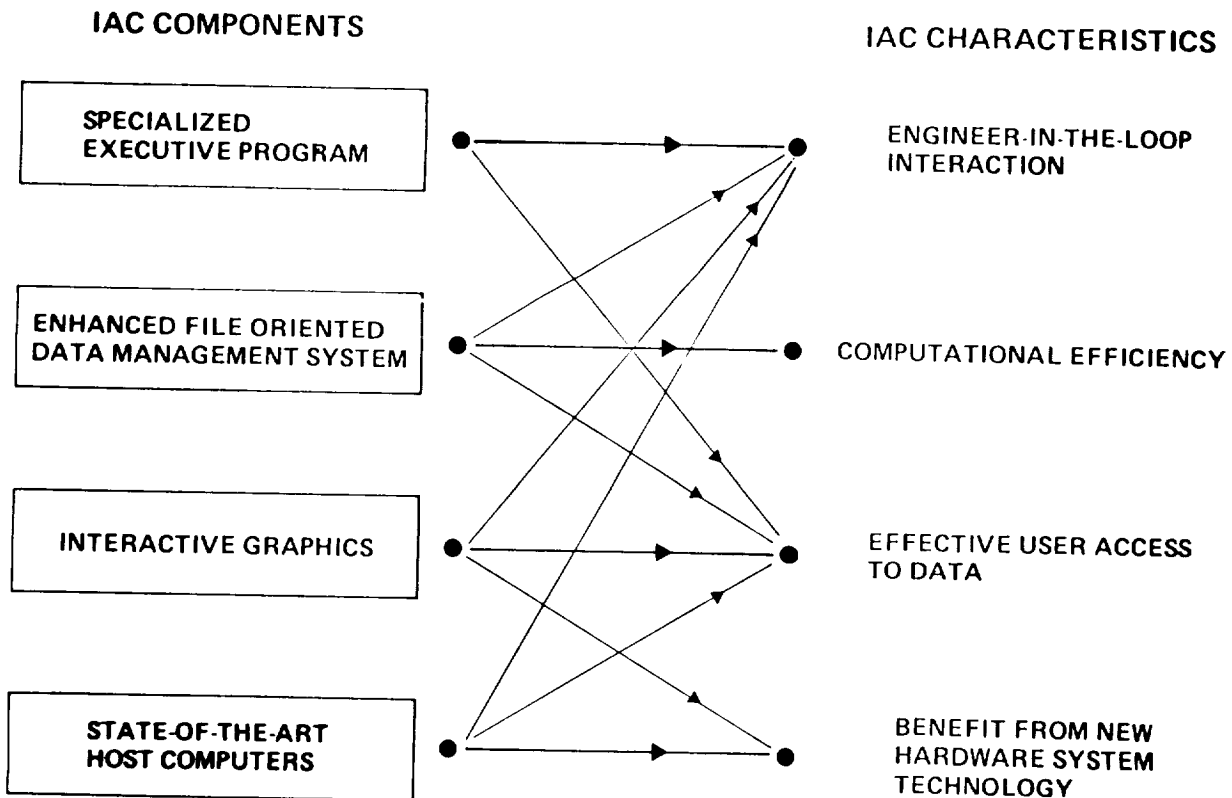 IAC COMPONENTS
SPECIALIZED
EXECUTIVE PROGRAM
ENHANCED FILE ORIENTED
DATA MANAGEMENT SYSTEM
INTERACTIVE GRAPHICS
STATE-OF-THE-ART
HOST COMPUTERS
IAC CHARACTERISTICS
ENGINEER-IN-THE-LOOP
INTERACTION
COMPUTATIONAL EFFICIENCY
EFFECTIVE USER ACCESS
TO DATA
BENEFIT FROM NEW
HARDWARE SYSTEM
TECHNOLOGY